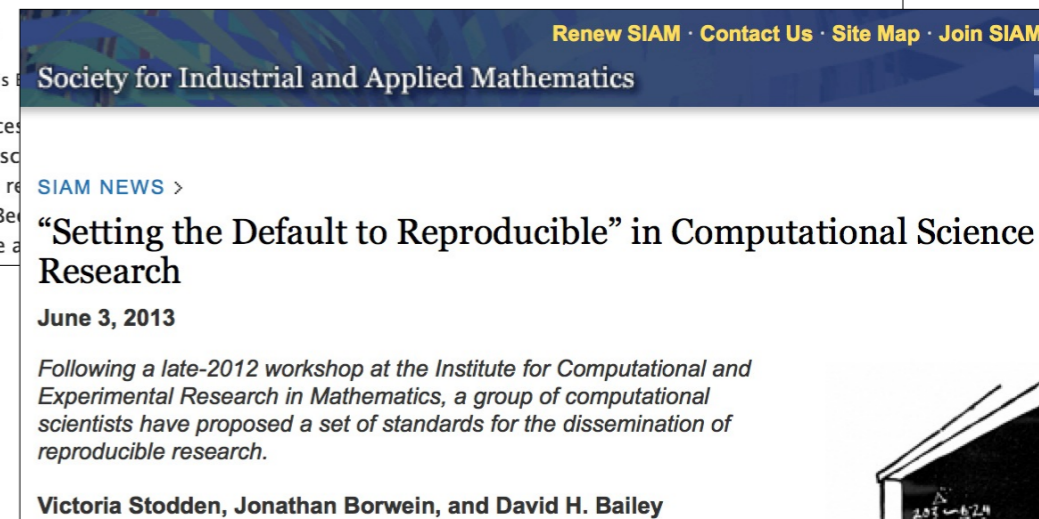 Renew SIAM · Contact Us · Site Map · Join SIAM
Society for Industrial and Applied Mathematics
SIAM NEWS >
“Setting the Default to Reproducible” in Computational Science
Research
June 3, 2013
Following a late-2012 workshop at the Institute for Computational and
Experimental Research in Mathematics, a group of computational
scientists have proposed a set of standards for the dissemination of
reproducible research.
Victoria Stodden, Jonathan Borwein, and David H. Bailey